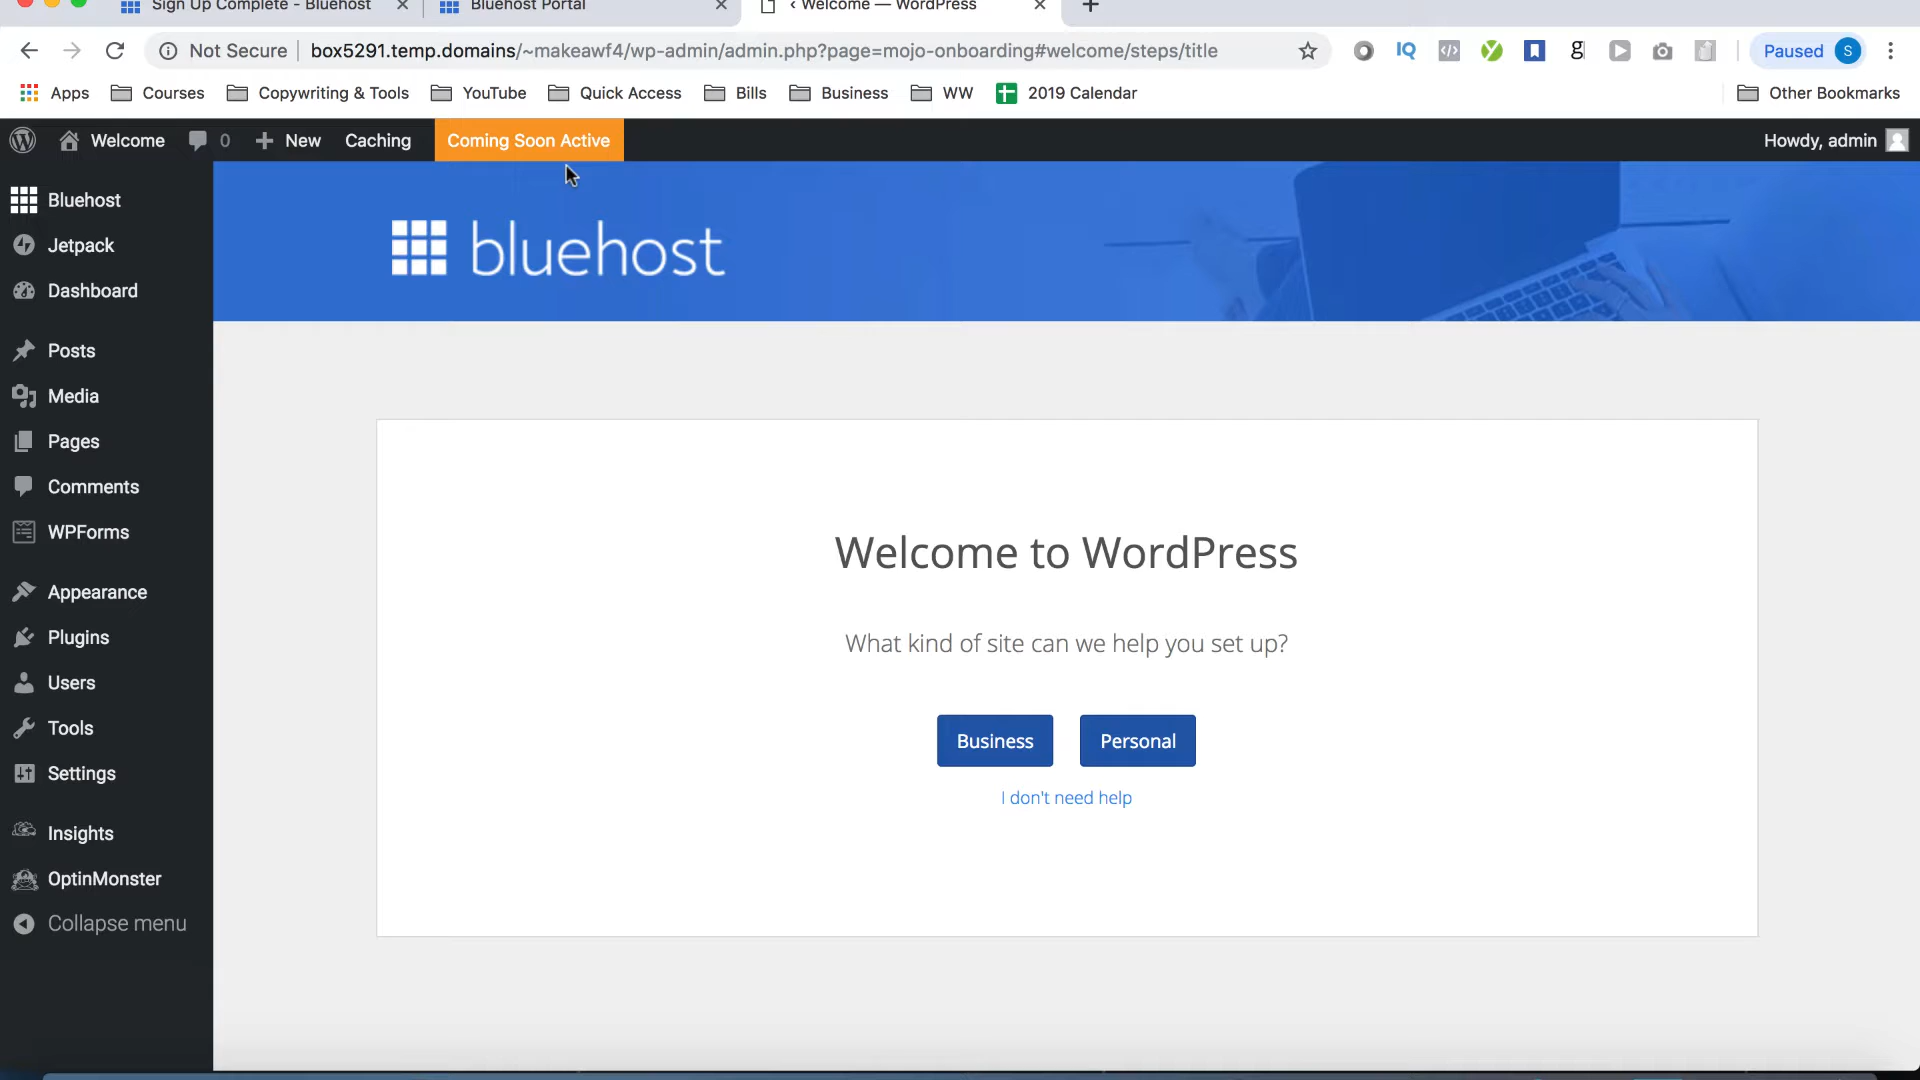 Sign Up Complete - Bluehost
Bluehost Portal
‹ Welcome — WordPress
Not Secure
box5291.temp.domains/~makeawf4/wp-admin/admin.php?page=mojo-onboarding#welcome/steps/title
IQ
g
Paused S
Apps
Courses
Copywriting & Tools
YouTube
Quick Access
Bills
Business
WW
2019 Calendar
Other Bookmarks
Welcome
0
New
Caching
Coming Soon Active
Howdy, admin
Bluehost
Jetpack
Dashboard
Posts
Media
Pages
Comments
WPForms
Appearance
Plugins
Users
Tools
Settings
Insights
OptinMonster
Collapse menu
bluehost
Welcome to WordPress
What kind of site can we help you set up?
Business
Personal
I don't need help